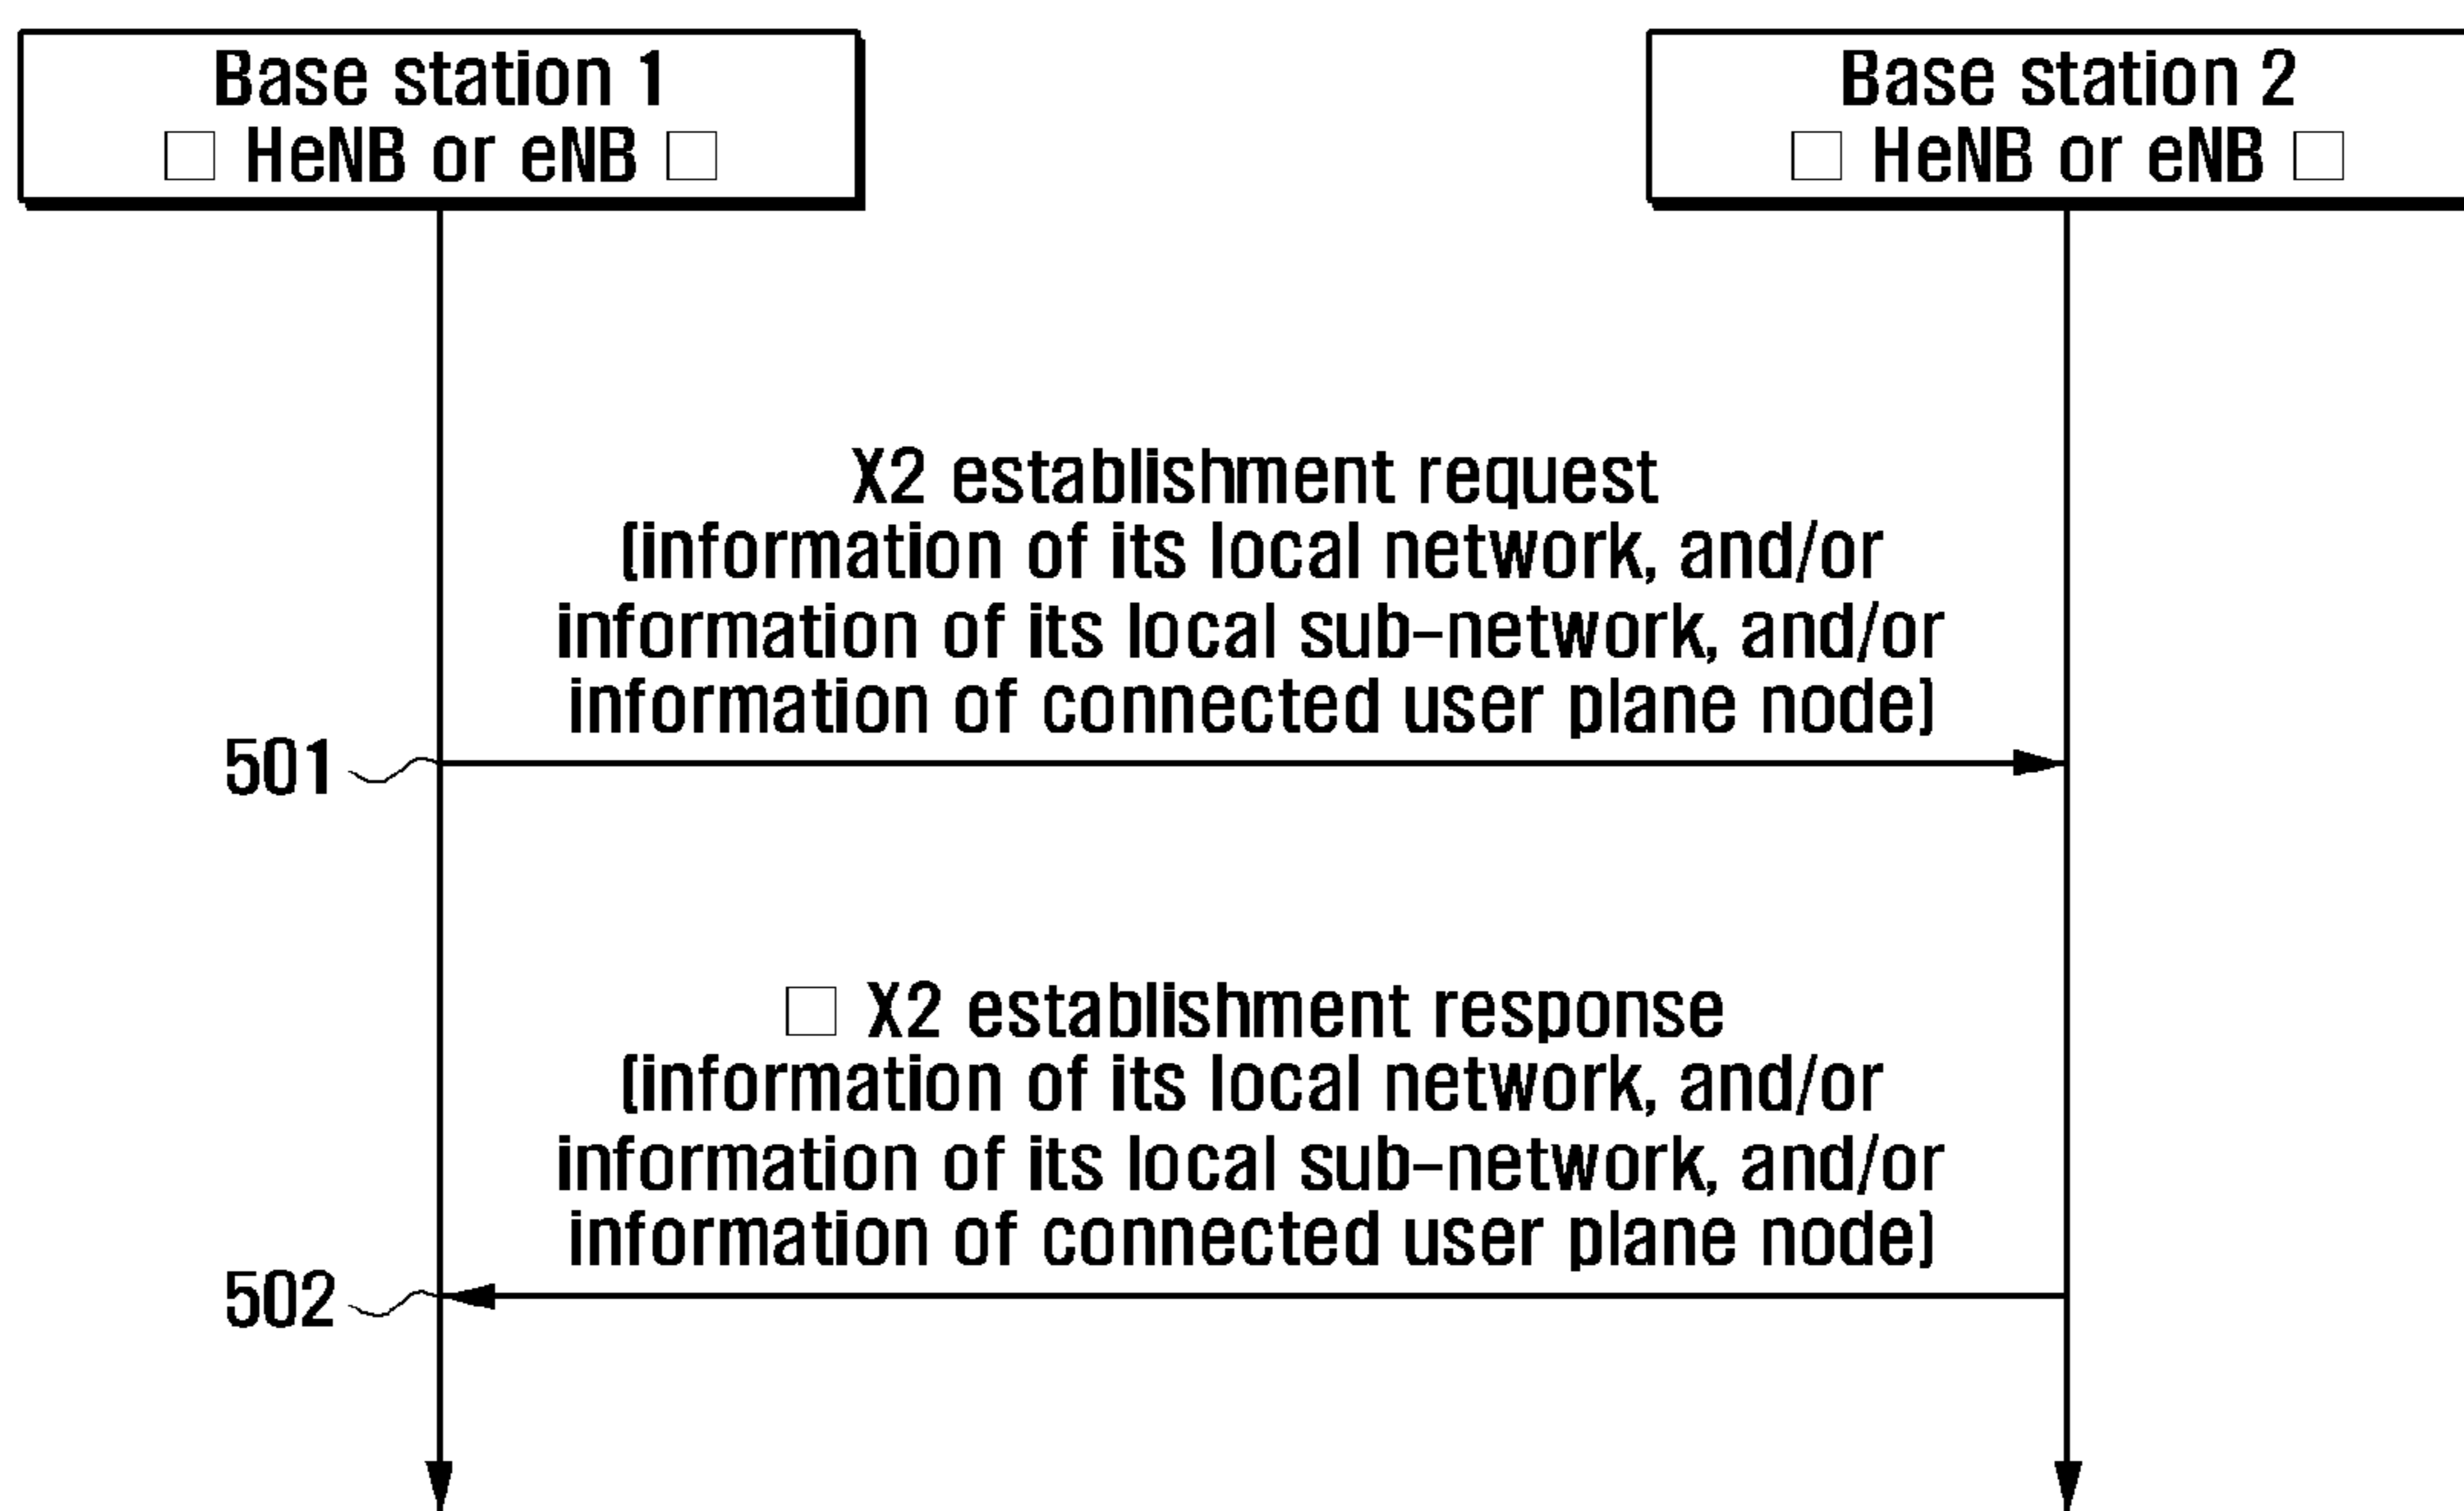 Base station 1
□ HeNB or eNB □
Base station 2
□ HeNB or eNB □
X2 establishment request
(information of its local network, and/or
information of its local sub-network, and/or
information of connected user plane node)
501
□ X2 establishment response
(information of its local network, and/or
information of its local sub-network, and/or
information of connected user plane node)
502